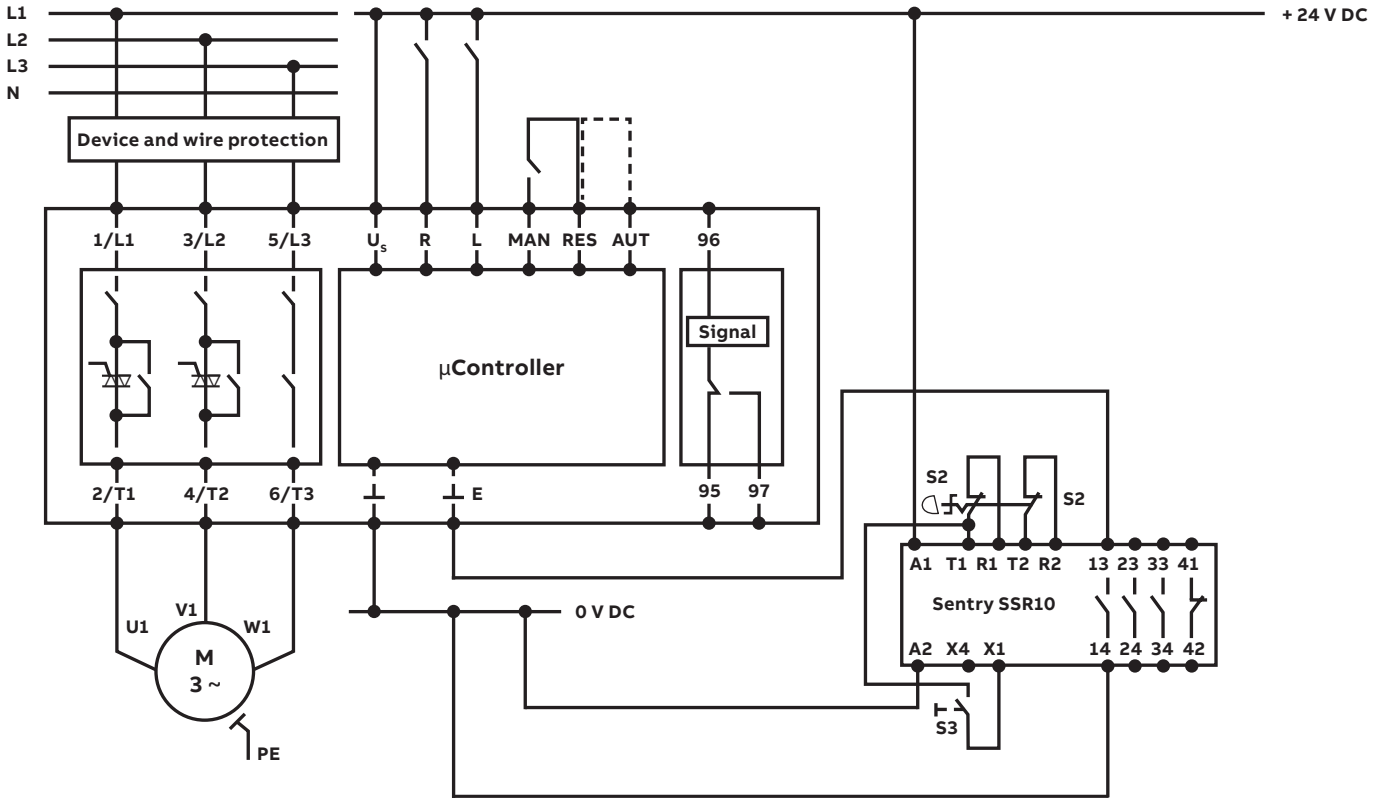 L1
+ 24 V DC
L2
L3
N
Device and wire protection
1/L1 3/L2 5/L3 Us R L MAN RES AUT 96
Signal
µController
S2
S2
2/T1 4/T2 6/T3 E 95 97
A1 T1 R1 T2 R2 13 23 33 41
Sentry SSR10
0 V DC
V1
U1 W1
A2 X4 X1 14 24 34 42
M
3 ~
S3
PE